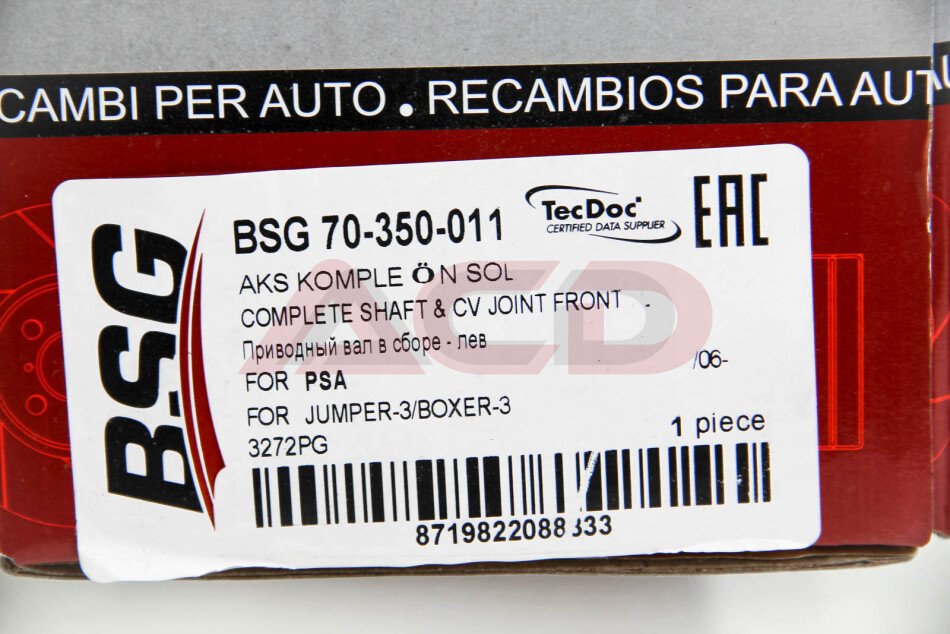 CAMBI PER AUTO . RECAMBIOS PARA AUT
BSG
BSG 70-350-011
TecDoc
CERTIFIED DATA SUPPLIER
EAC
AKS KOMPLE ÖN SOL
COMPLETE SHAFT & CV JOINT FRONT -
Приводный вал в сборе - лев
/06-
FOR PSA
FOR JUMPER-3/BOXER-3
3272PG
1 piece
8719822088333
ACD